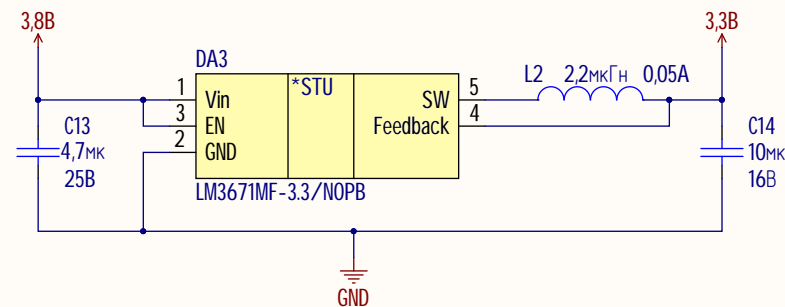 3,8В
3,3В
DA3
*STU
1
Vin
3
EN
2
GND
SW
5
Feedback
4
LM3671MF-3.3/NOPB
L2 2,2мкГн 0,05А
C13
4,7мк
25В
C14
10мк
16В
GND